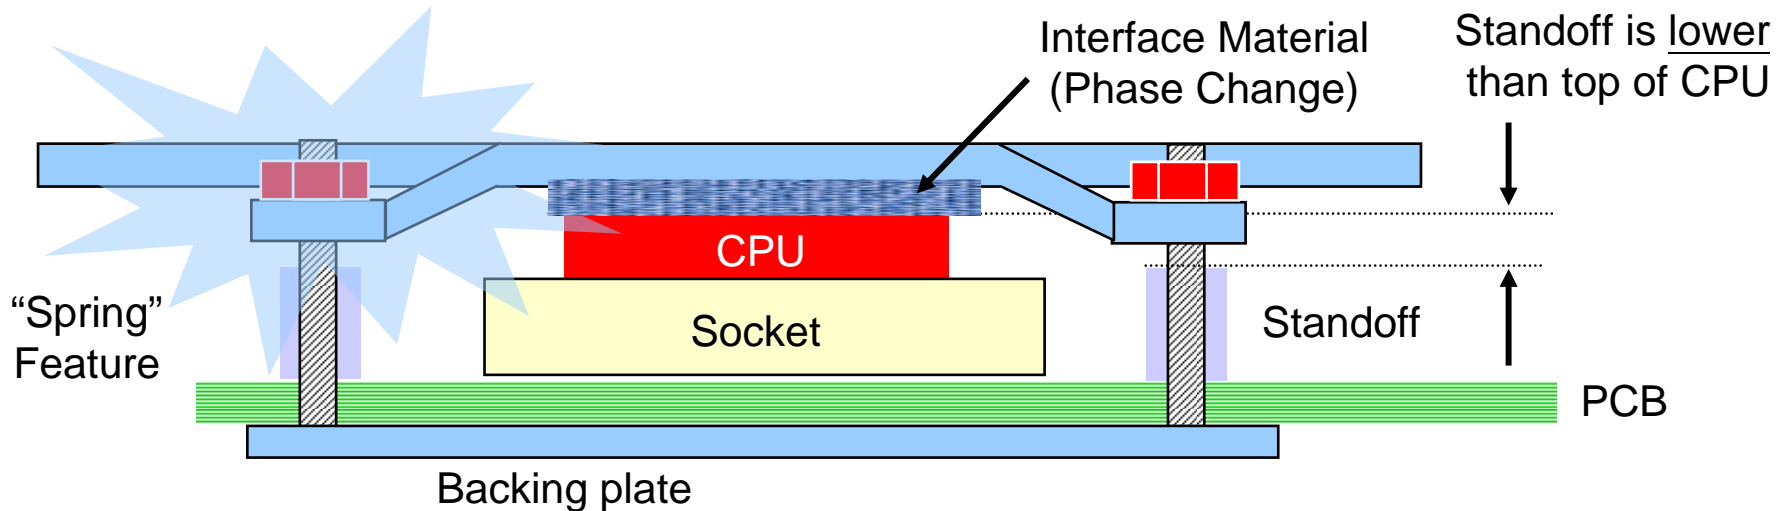 Interface Material
(Phase Change)
Standoff is lower
than top of CPU
CPU
“Spring”
Feature
Socket
Standoff
PCB
Backing plate